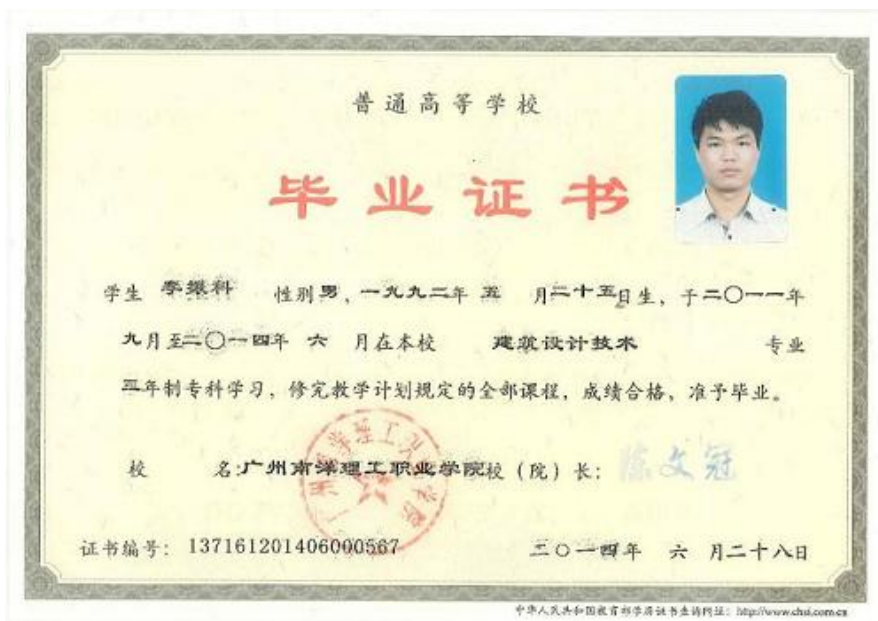 普通高等学校
毕业证书
学生 李继科 性别 男，一九九二年 五 月二十五日生，于二〇一一年
九月至二〇一四年 六 月在本校 建筑设计技术 专业
三年制专科学习，修完教学计划规定的全部课程，成绩合格，准予毕业。
校 名：广州南洋理工职业学院校（院）长：陈文冠
证书编号：137161201406000567 二〇一四年 六 月二十八日
中华人民共和国教育部学历证书查询网址：http://www.chsi.com.cn